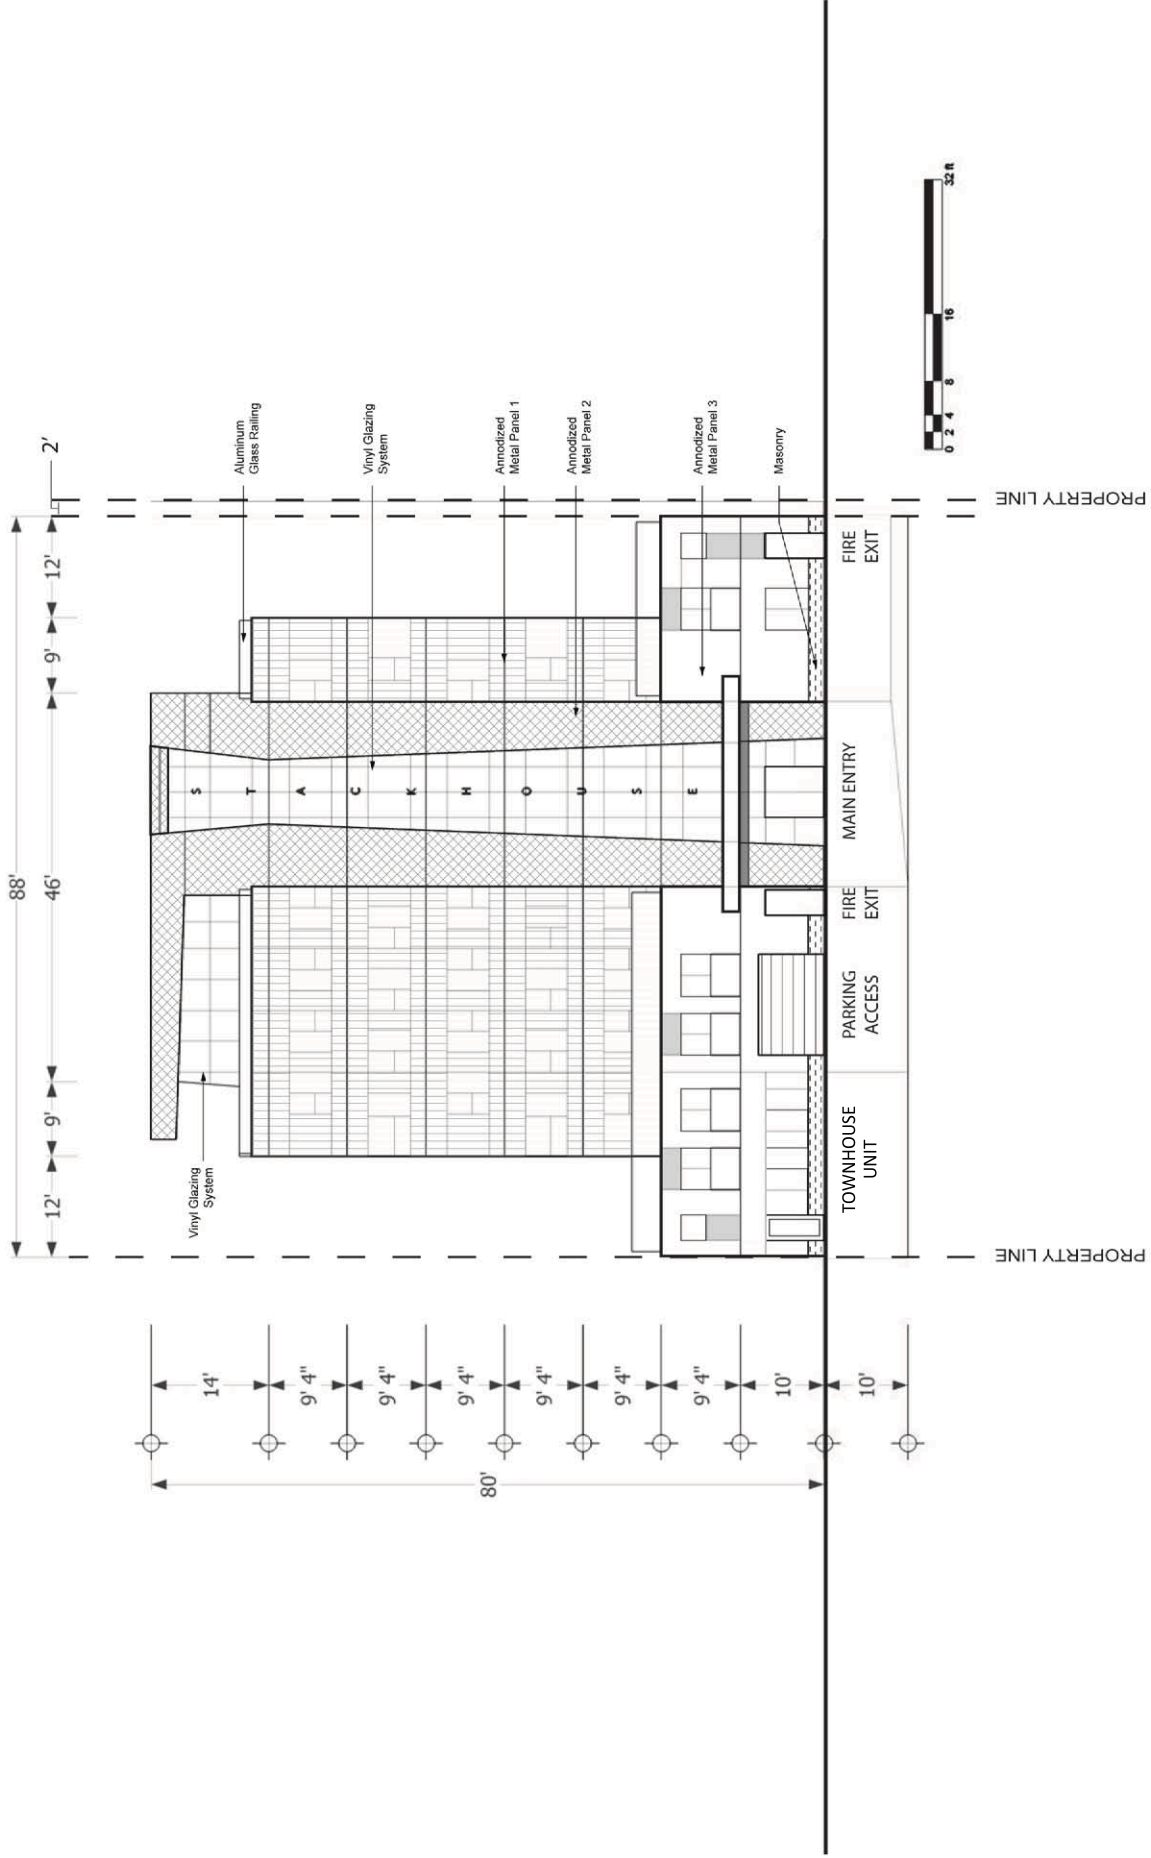 88'
12'
9'
46'
9'
12'
2'
Vinyl Glazing
System
Aluminum
Glass Railing
Vinyl Glazing
System
Annodized
Metal Panel 1
Annodized
Metal Panel 2
Annodized
Metal Panel 3
Masonry
S
T
A
C
K
H
O
U
S
E
14'
9' 4"
9' 4"
9' 4"
9' 4"
9' 4"
9' 4"
10'
10'
80'
TOWNHOUSE
UNIT
PARKING
ACCESS
FIRE
EXIT
MAIN ENTRY
FIRE
EXIT
PROPERTY LINE
PROPERTY LINE
0 2 4 8 16 32 ft